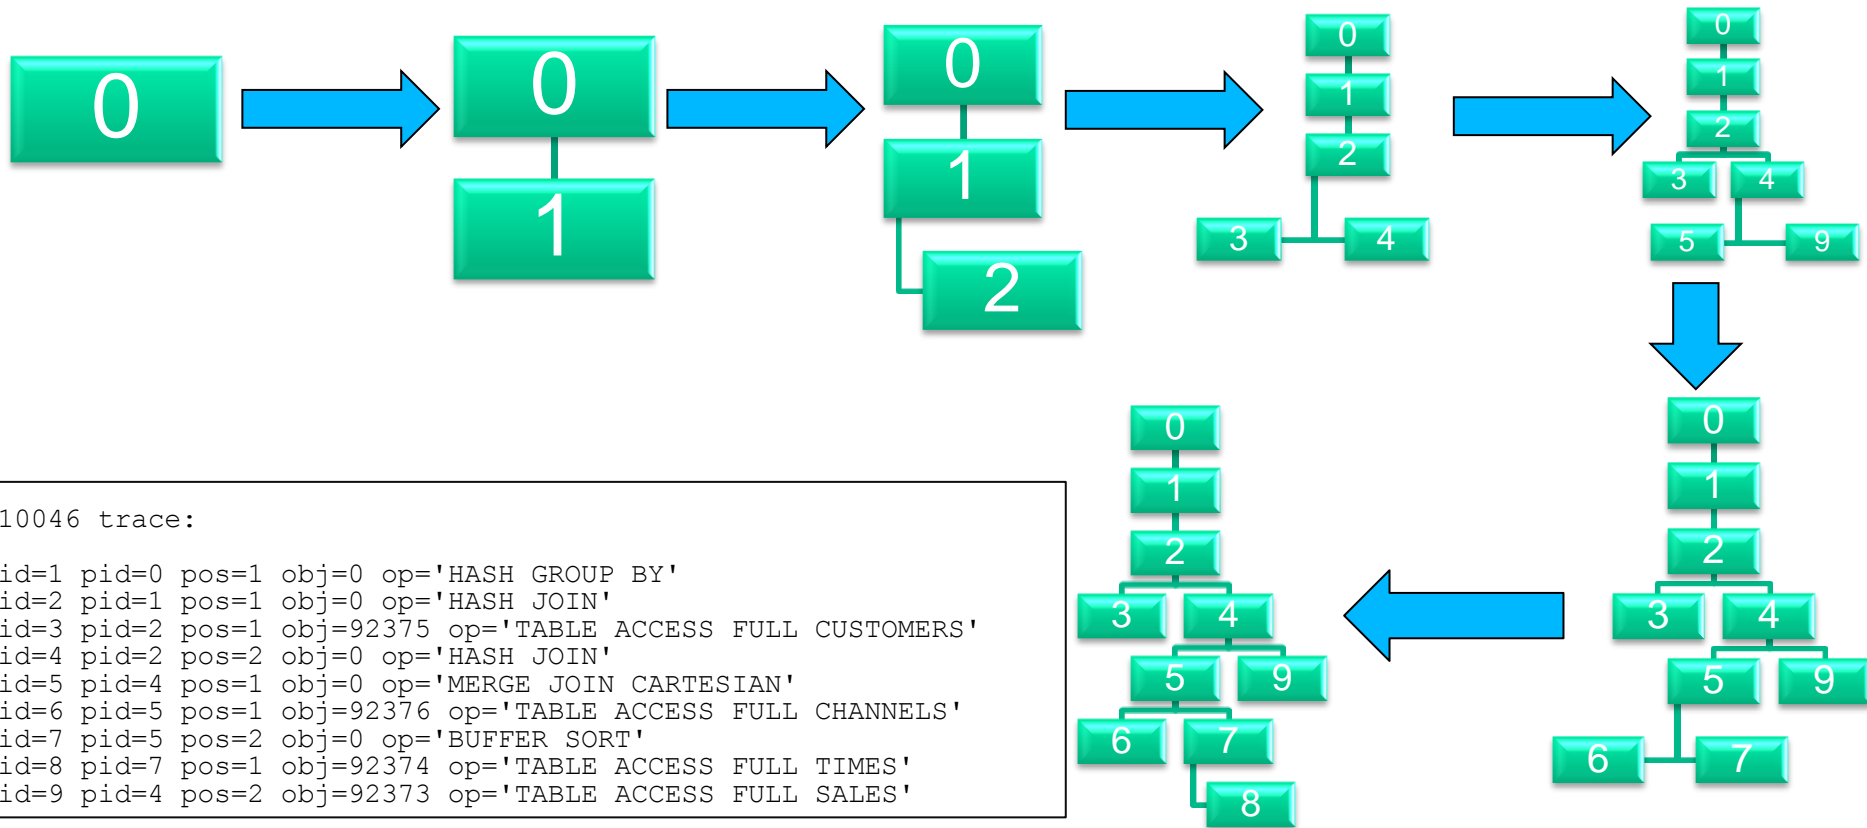 0
0
1
0
1
2
0
1
2
3 4
0
1
2
3 4
5 9
0
1
2
3 4
5 9
6 7
0
1
2
3 4
5 9
6 7
8
10046 trace:
id=1 pid=0 pos=1 obj=0 op='HASH GROUP BY'
id=2 pid=1 pos=1 obj=0 op='HASH JOIN'
id=3 pid=2 pos=1 obj=92375 op='TABLE ACCESS FULL CUSTOMERS'
id=4 pid=2 pos=2 obj=0 op='HASH JOIN'
id=5 pid=4 pos=1 obj=0 op='MERGE JOIN CARTESIAN'
id=6 pid=5 pos=1 obj=92376 op='TABLE ACCESS FULL CHANNELS'
id=7 pid=5 pos=2 obj=0 op='BUFFER SORT'
id=8 pid=7 pos=1 obj=92374 op='TABLE ACCESS FULL TIMES'
id=9 pid=4 pos=2 obj=92373 op='TABLE ACCESS FULL SALES'